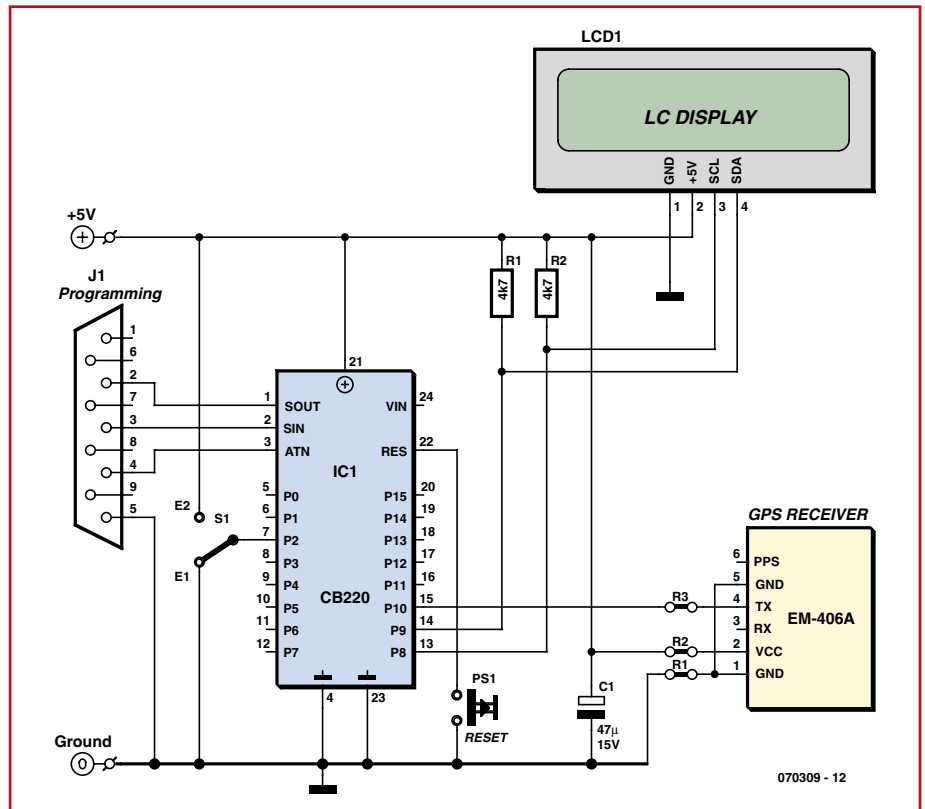 LCD1
LC DISPLAY
GND
+5V
SCL
SDA
1
2
3
4
+5V
J1
Programming
1
6
2
7
3
8
4
9
5
R1
4k7
R2
4k7
21
1
SOUT
VIN
24
2
SIN
3
ATN
RES
22
IC1
5
P0
P15
20
6
P1
P14
19
7
P2
P13
18
8
P3
P12
17
9
P4
P11
16
10
P5
P10
15
11
P6
P9
14
12
P7
P8
13
CB220
4
23
E2
S1
E1
PS1
RESET
C1
47µ
15V
GPS RECEIVER
6
PPS
5
GND
R3
4
TX
EM-406A
3
RX
R2
2
VCC
R1
1
GND
Ground
0
070309 - 12